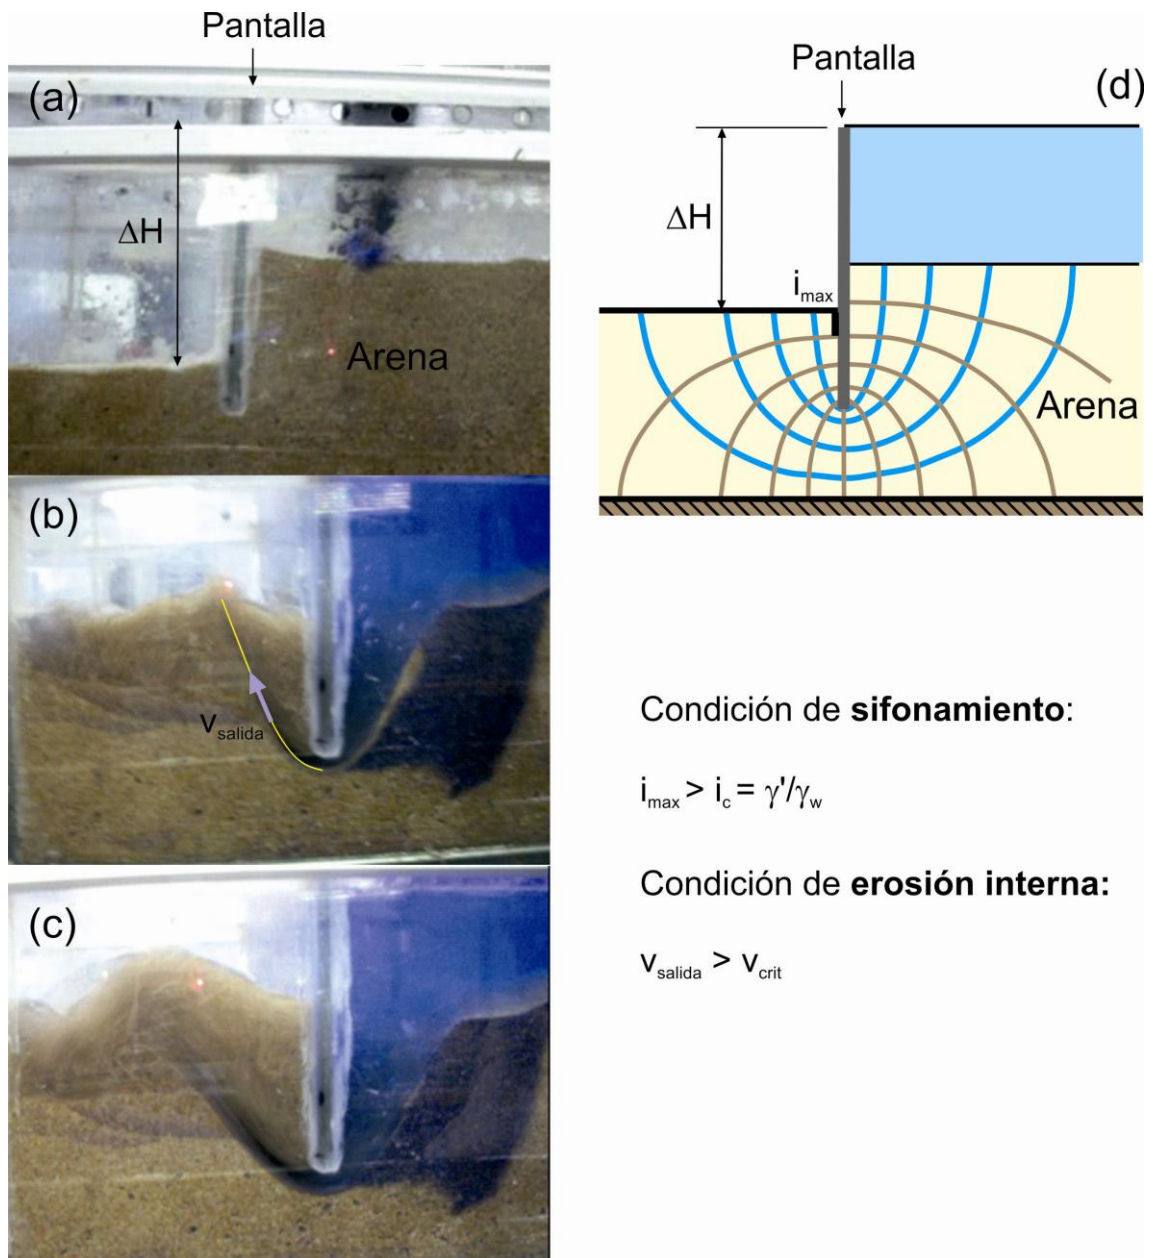 Pantalla
(a)
ΔH
Arena
(b)
v_salida
(c)
Pantalla
(d)
ΔH
i_max
Arena
Condición de sifonamiento:
i_max > i_c = γ'/γ_w
Condición de erosión interna:
v_salida > v_crit